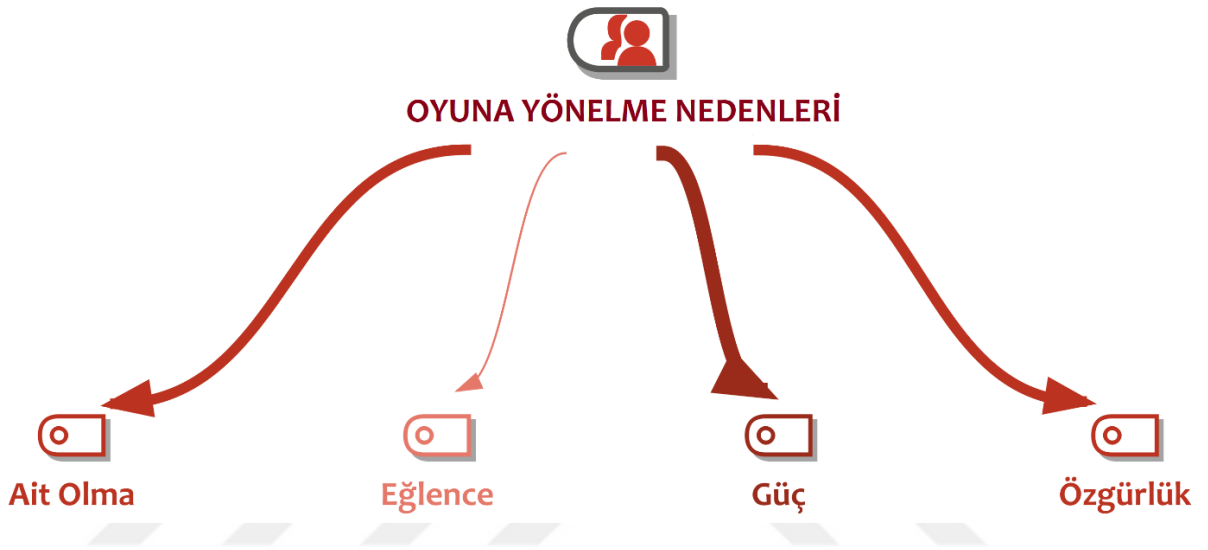 OYUNA YÖNELME NEDENLERİ
Ait Olma
Eğlence
Güç
Özgürlük